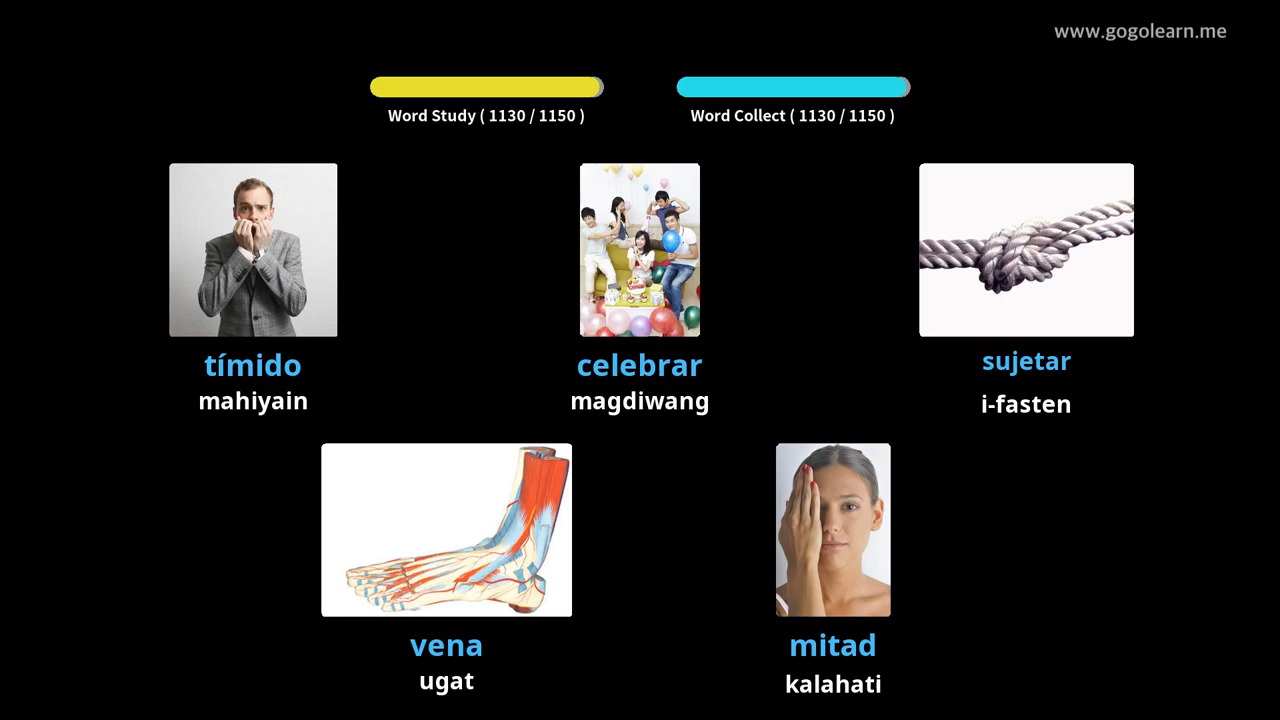 www.gogolearn.me
Word Study ( 1130 / 1150 )
Word Collect ( 1130 / 1150 )
tímido
mahiyain
celebrar
magdiwang
sujetar
i-fasten
vena
ugat
mitad
kalahati